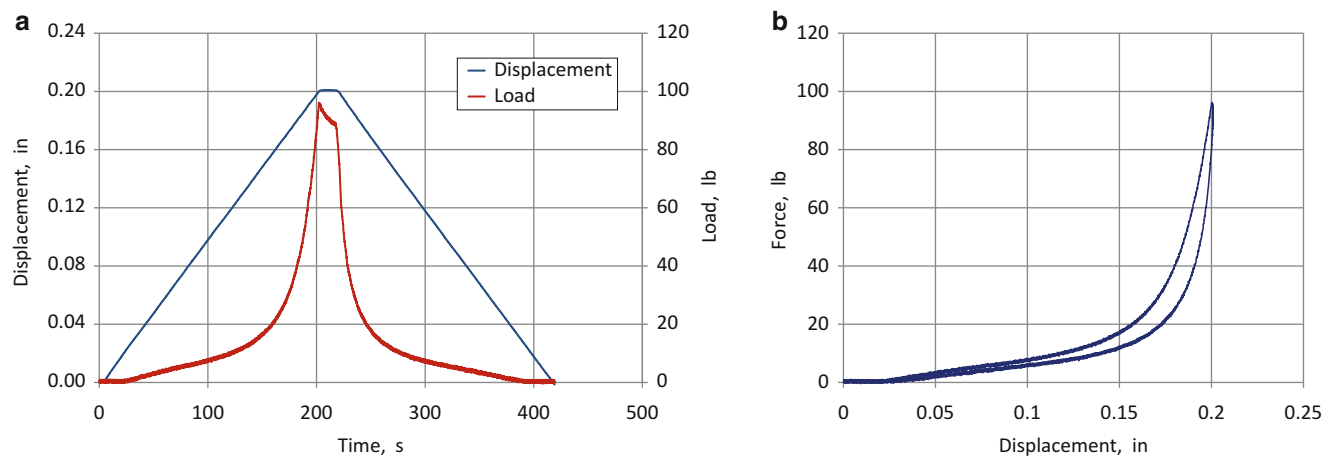 a
0.24
0.20
0.16
0.12
0.08
0.04
0.00
Displacement, in
120
100
80
60
40
20
0
Load, lb
Displacement
Load
0 100 200 300 400 500
Time, s
b
120
100
80
60
40
20
0
Force, lb
0 0.05 0.1 0.15 0.2 0.25
Displacement, in